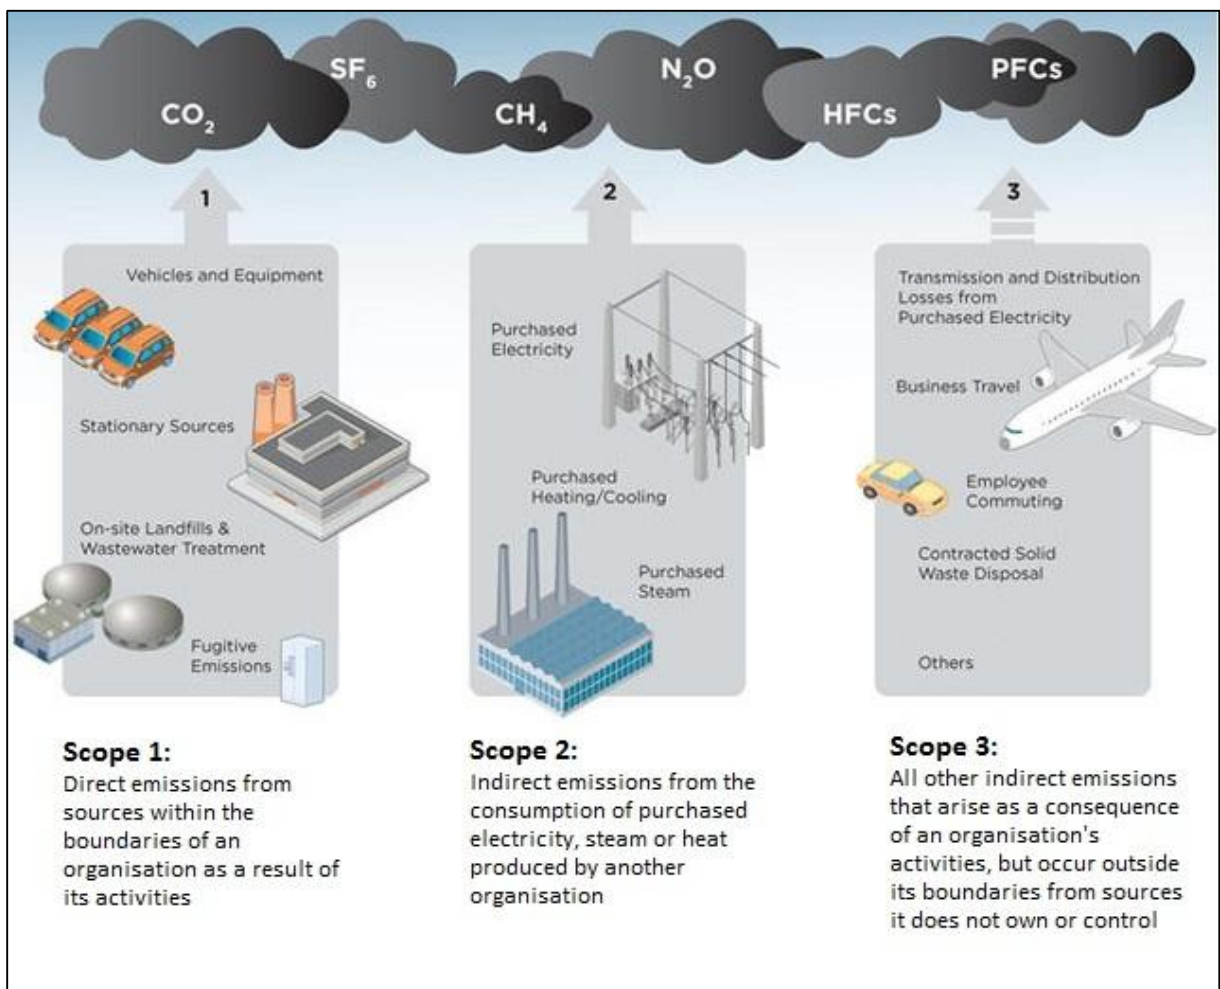 SF6
N2O
PFCs
CO2
CH4
HFCs
1
2
3
Vehicles and Equipment
Stationary Sources
On-site Landfills &
Wastewater Treatment
Fugitive
Emissions
Purchased
Electricity
Purchased
Heating/Cooling
Purchased
Steam
Transmission and Distribution
Losses from
Purchased Electricity
Business Travel
Employee
Commuting
Contracted Solid
Waste Disposal
Others
Scope 1:
Direct emissions from
sources within the
boundaries of an
organisation as a result of
its activities
Scope 2:
Indirect emissions from the
consumption of purchased
electricity, steam or heat
produced by another
organisation
Scope 3:
All other indirect emissions
that arise as a consequence
of an organisation's
activities, but occur outside
its boundaries from sources
it does not own or control